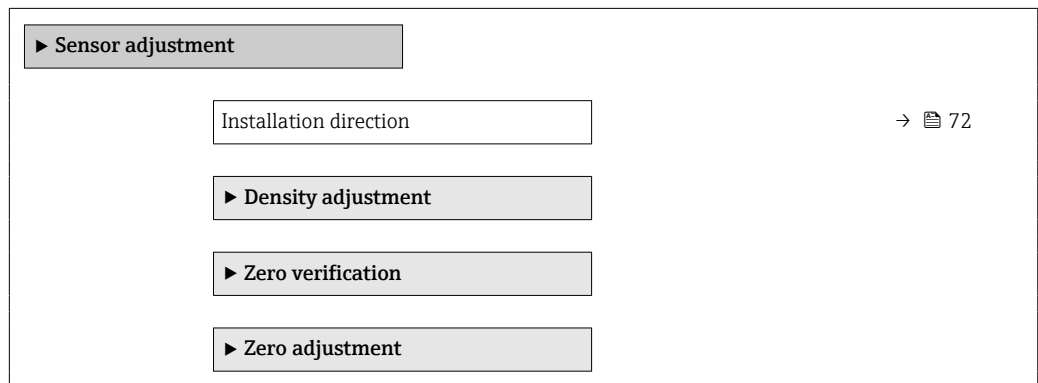 ▶ Sensor adjustment
Installation direction → 72
▶ Density adjustment
▶ Zero verification
▶ Zero adjustment